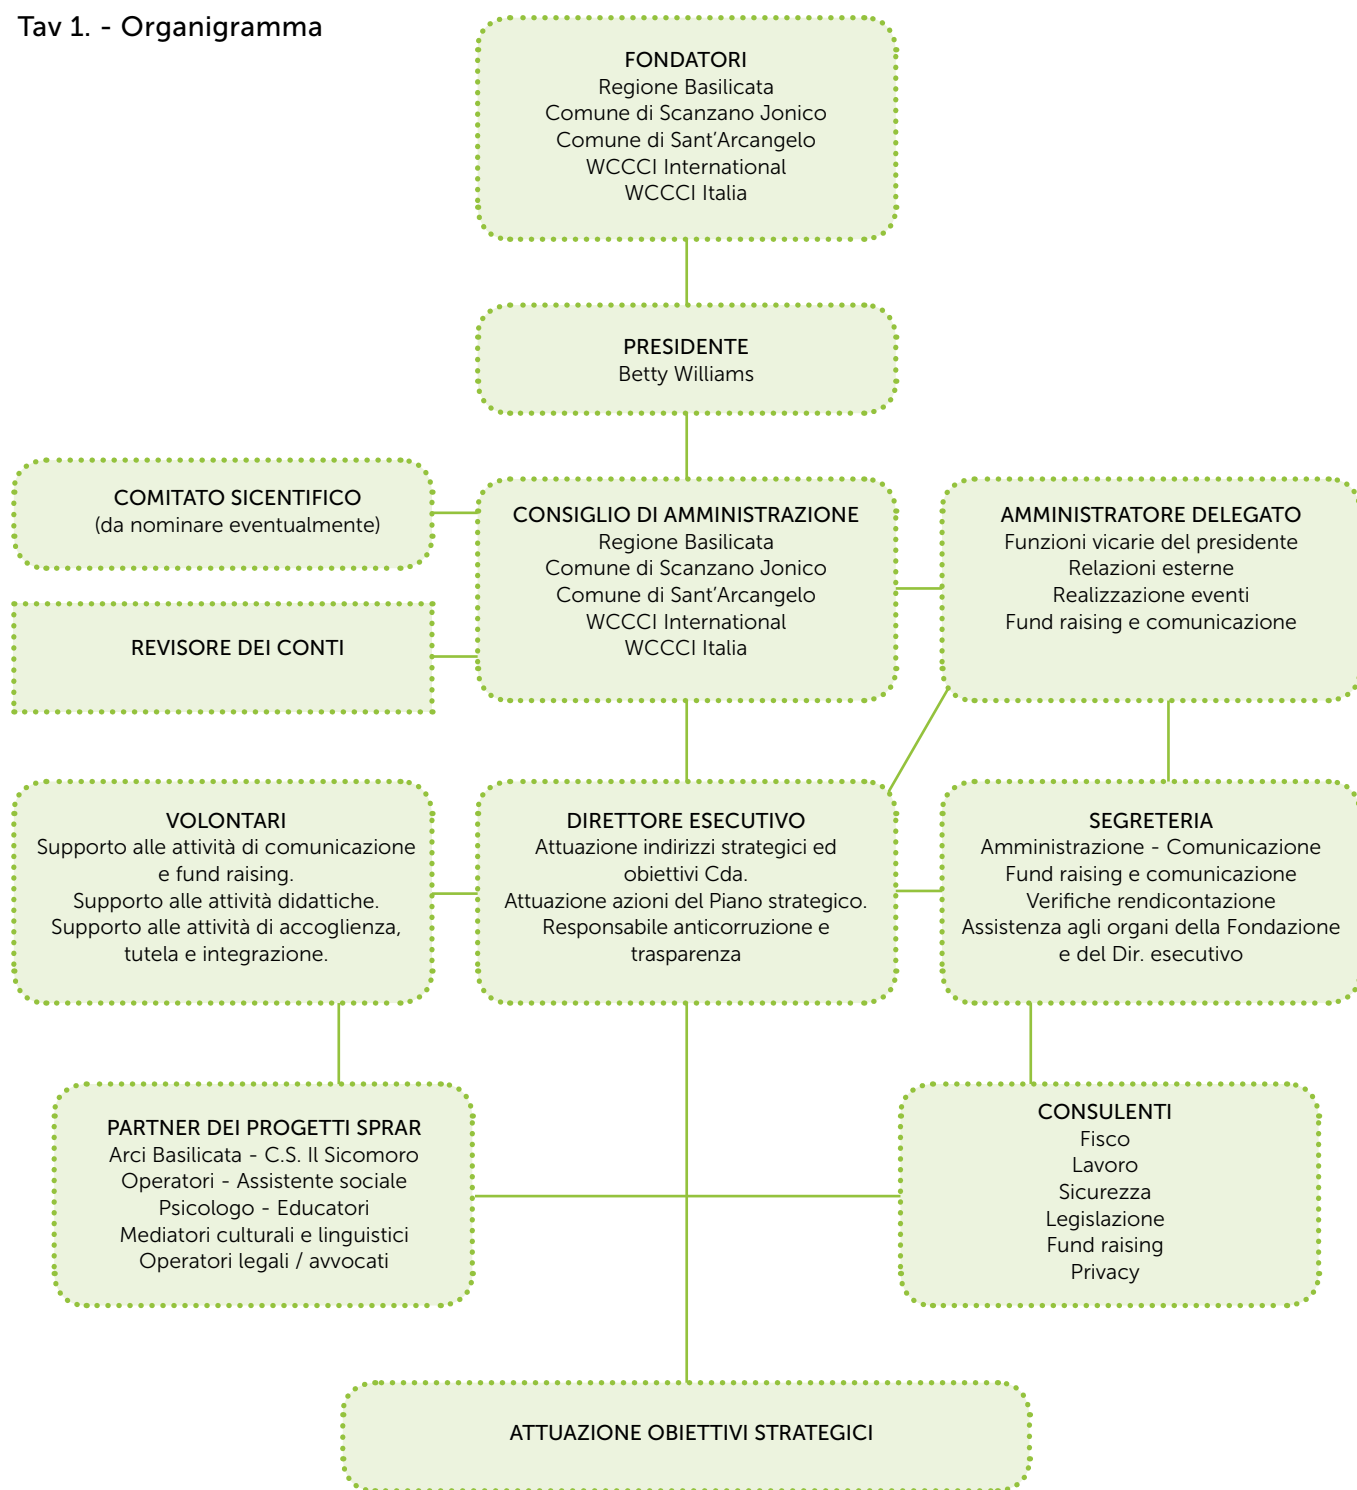 Tav 1. - Organigramma
FONDATORI
Regione Basilicata
Comune di Scanzano Jonico
Comune di Sant'Arcangelo
WCCCI International
WCCCI Italia
PRESIDENTE
Betty Williams
COMITATO SICENTIFICO
(da nominare eventualmente)
CONSIGLIO DI AMMINISTRAZIONE
Regione Basilicata
Comune di Scanzano Jonico
Comune di Sant'Arcangelo
WCCCI International
WCCCI Italia
AMMINISTRATORE DELEGATO
Funzioni vicarie del presidente
Relazioni esterne
Realizzazione eventi
Fund raising e comunicazione
REVISORE DEI CONTI
VOLONTARI
Supporto alle attività di comunicazione
e fund raising.
Supporto alle attività didattiche.
Supporto alle attività di accoglienza,
tutela e integrazione.
DIRETTORE ESECUTIVO
Attuazione indirizzi strategici ed
obiettivi Cda.
Attuazione azioni del Piano strategico.
Responsabile anticorruzione e
trasparenza
SEGRETERIA
Amministrazione - Comunicazione
Fund raising e comunicazione
Verifiche rendicontazione
Assistenza agli organi della Fondazione
e del Dir. esecutivo
PARTNER DEI PROGETTI SPRAR
Arci Basilicata - C.S. Il Sicomoro
Operatori - Assistente sociale
Psicologo - Educatori
Mediatori culturali e linguistici
Operatori legali / avvocati
CONSULENTI
Fisco
Lavoro
Sicurezza
Legislazione
Fund raising
Privacy
ATTUAZIONE OBIETTIVI STRATEGICI